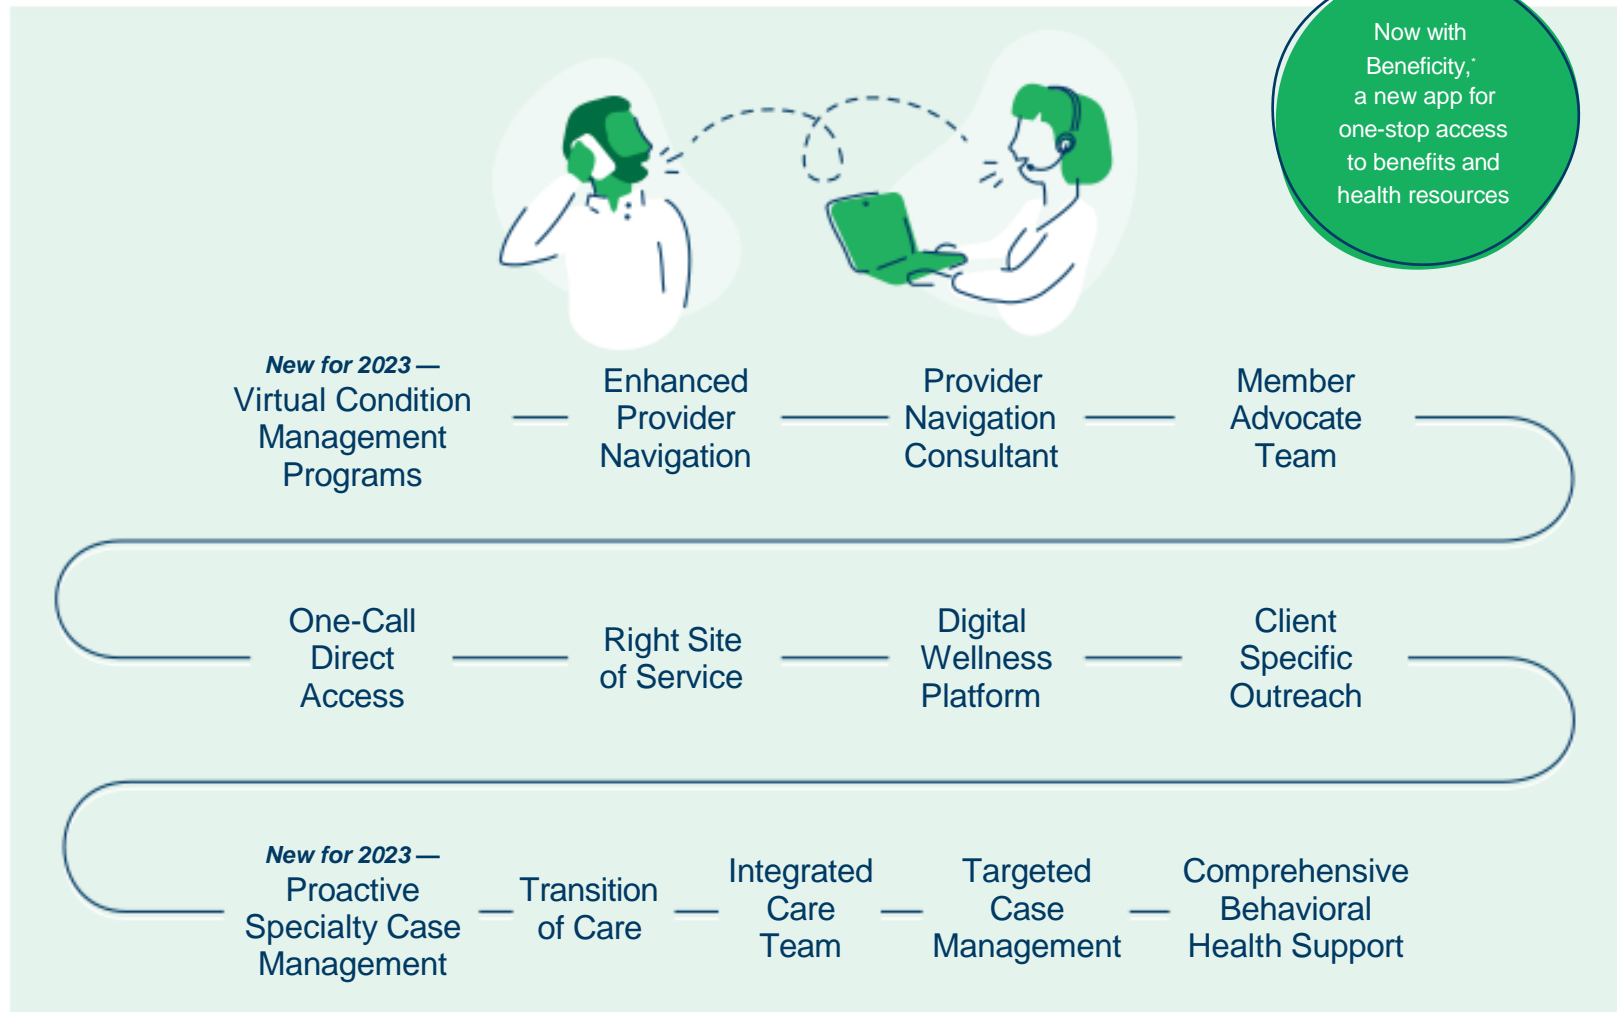 Now with
Beneficity,*
a new app for
one-stop access
to benefits and
health resources
New for 2023 —
Virtual Condition
Management
Programs
Enhanced
Provider
Navigation
Provider
Navigation
Consultant
Member
Advocate
Team
One-Call
Direct
Access
Right Site
of Service
Digital
Wellness
Platform
Client
Specific
Outreach
New for 2023 —
Proactive
Specialty Case
Management
Transition
of Care
Integrated
Care
Team
Targeted
Case
Management
Comprehensive
Behavioral
Health Support